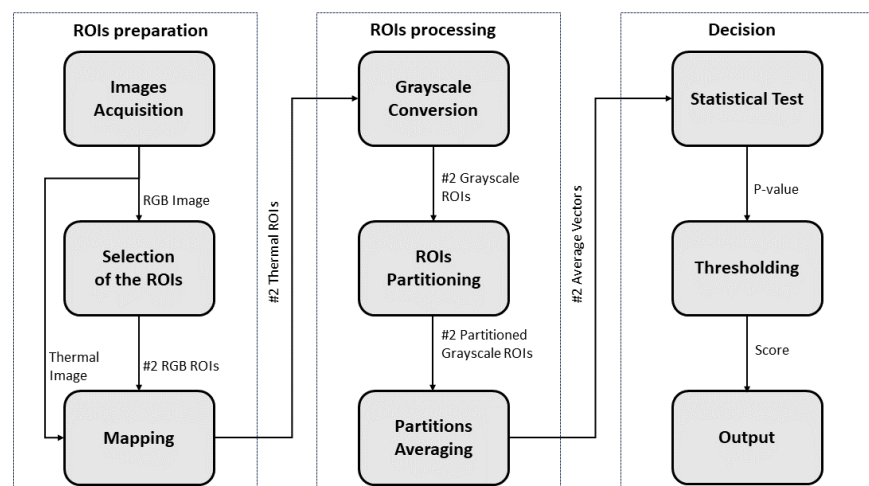 ROIs preparation
Images
Acquisition
RGB Image
Selection
of the ROIs
Thermal
Image
#2 RGB ROIs
Mapping
#2 Thermal ROIs
ROIs processing
Grayscale
Conversion
#2 Grayscale
ROIs
ROIs
Partitioning
#2 Partitioned
Grayscale ROIs
Partitions
Averaging
#2 Average Vectors
Decision
Statistical Test
P-value
Thresholding
Score
Output